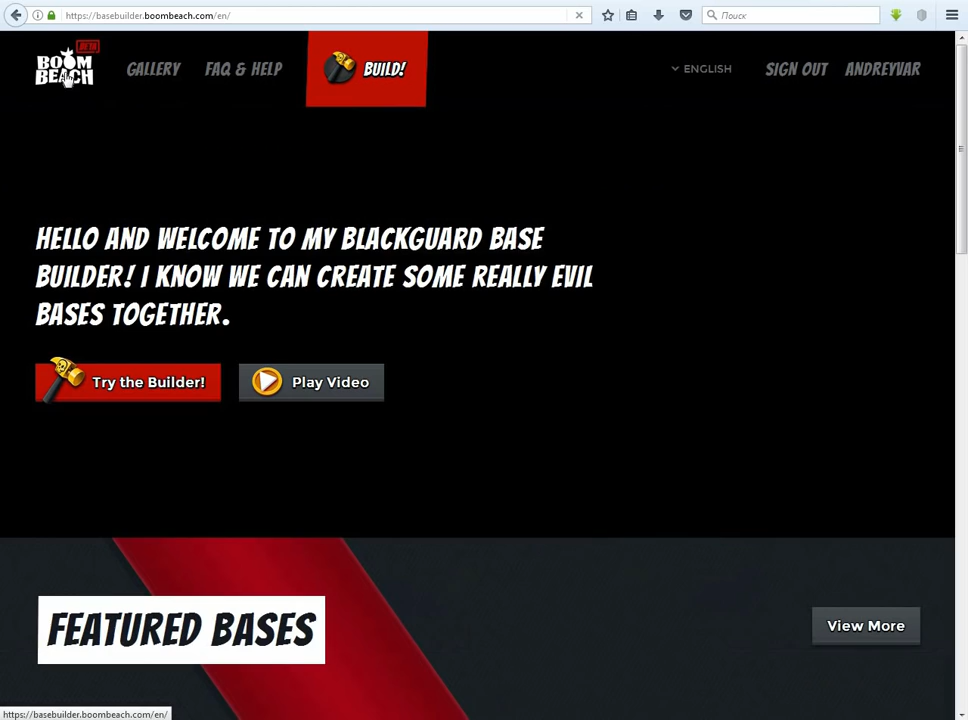 https://basebuilder.boombeach.com/en/
Поиск
BETA
BOOM
BEACH
GALLERY
FAQ & HELP
BUILD!
ENGLISH
SIGN OUT
ANDREYVAR
HELLO AND WELCOME TO MY BLACKGUARD BASE
BUILDER! I KNOW WE CAN CREATE SOME REALLY EVIL
BASES TOGETHER.
Try the Builder!
Play Video
FEATURED BASES
View More
https://basebuilder.boombeach.com/en/